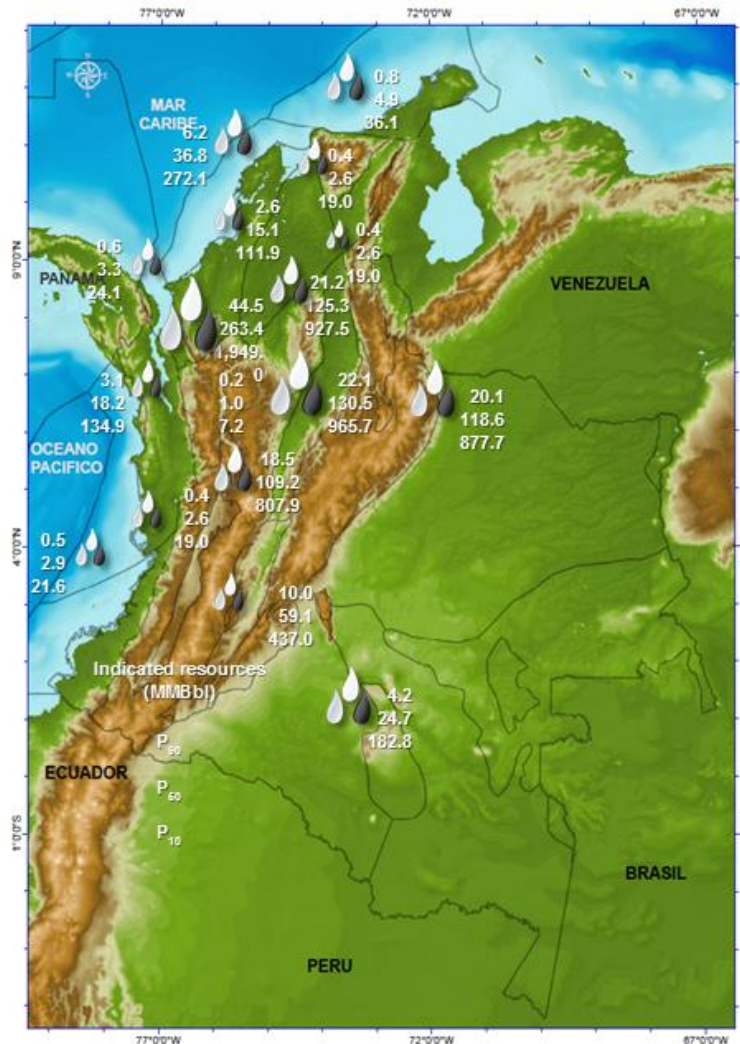 77°0'0"W 72°0'0"W 67°0'0"W
N
W E
S
0.8
4.9
36.1
MAR
CARIBE
6.2
36.8
272.1
0.4
2.6
19.0
2.6
15.1
111.9
0.4
2.6
19.0
0.6
3.3
24.1
9°0'0"N
PANAMA
VENEZUELA
21.2
125.3
927.5
44.5
263.4
1,949.
0
3.1
18.2
134.9
0.2
1.0
7.2
22.1
130.5
965.7
20.1
118.6
877.7
OCEANO
PACIFICO
18.5
109.2
807.9
0.4
2.6
19.0
4°0'0"N
0.5
2.9
21.6
10.0
59.1
437.0
Indicated resources
(MMBbl)
4.2
24.7
182.8
P90
ECUADOR
P50
P10
1°0'0"S
BRASIL
PERU
77°0'0"W 72°0'0"W 67°0'0"W